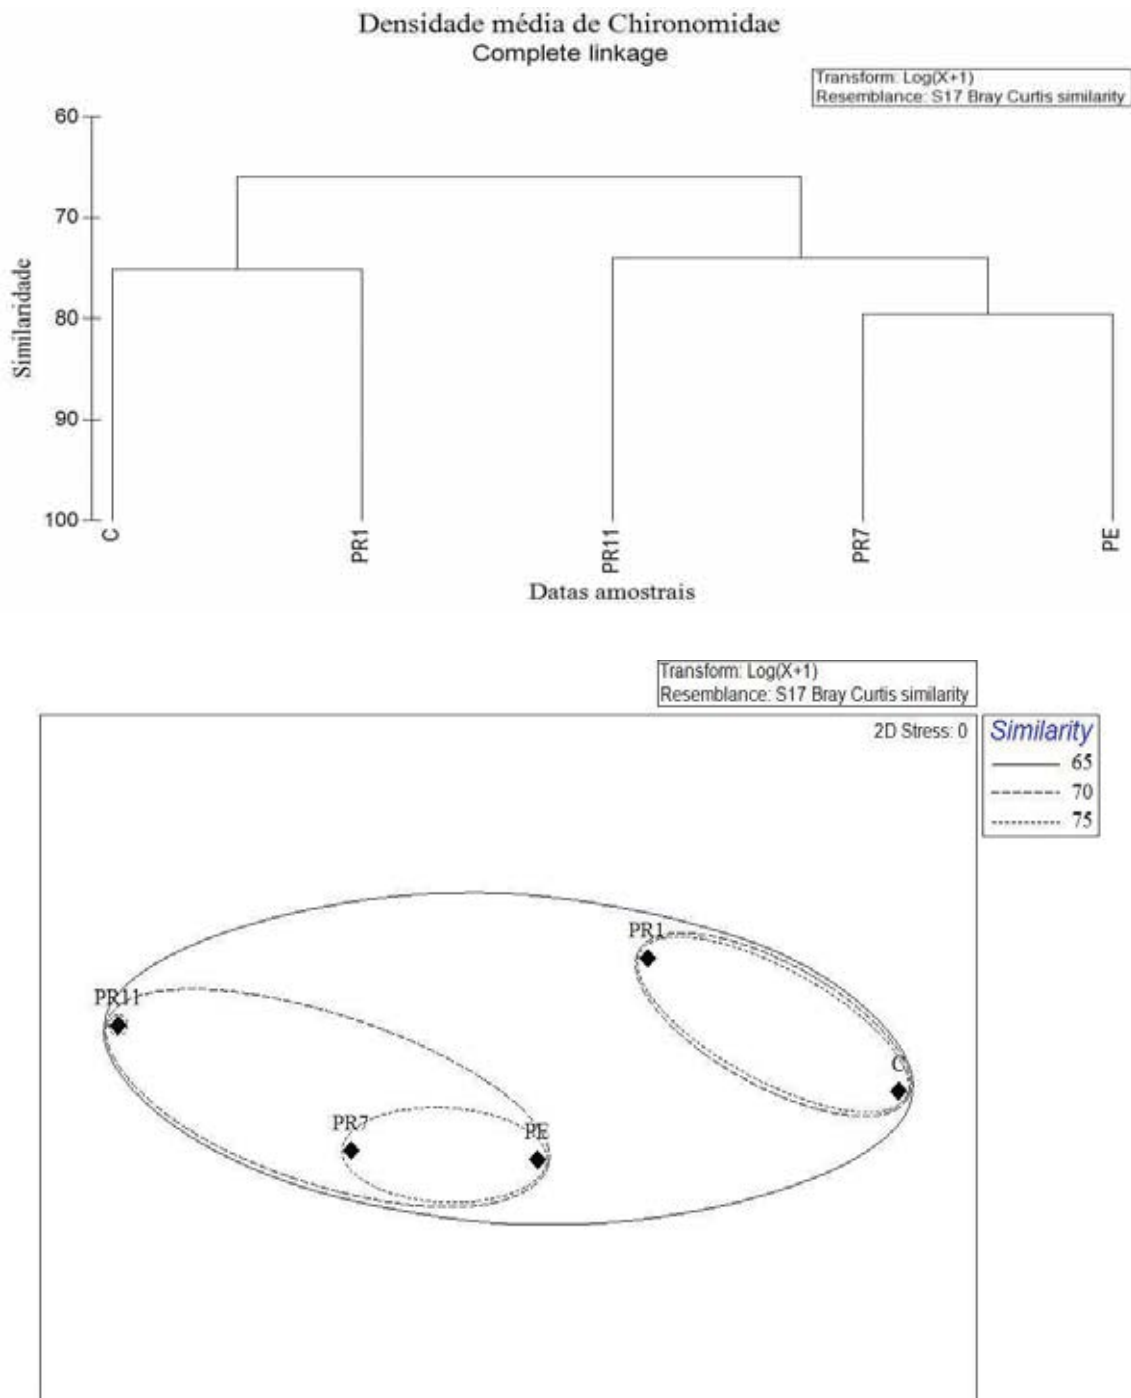 Densidade média de Chironomidae
Complete linkage
Transform: Log(X+1)
Resemblance: S17 Bray Curtis similarity
60
70
80
90
100
Similaridade
C
PR1
PR11
PR7
PE
Datas amostrais
Transform: Log(X+1)
Resemblance: S17 Bray Curtis similarity
2D Stress: 0
Similarity
65
70
75
PR1
PR11
C
PR7
PE